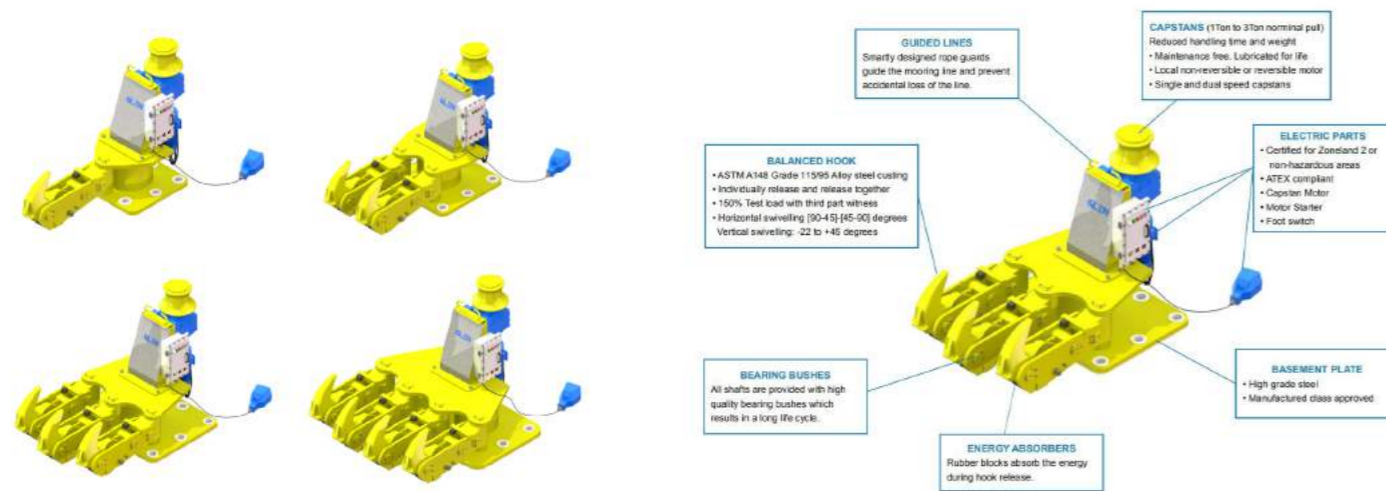 GUIDED LINES
Smartly designed rope guards
guide the mooring line and prevent
accidental loss of the line.
CAPSTANS (1Ton to 3Ton norminal pull)
Reduced handling time and weight
• Maintenance free. Lubricated for life
• Local non-reversible or reversible motor
• Single and dual speed capstans
BALANCED HOOK
• ASTM A148 Grade 115/95 Alloy steel custing
• Individually release and release together
• 150% Test load with third part witness
• Horizontal swivelling [90-45]-[45-90] degrees
Vertical swivelling: -22 to +45 degrees
ELECTRIC PARTS
• Certified for Zoneland 2 or
non-hazardous areas
• ATEX compliant
• Capstan Motor
• Motor Starter
• Foot switch
BEARING BUSHES
All shafts are provided with high
quality bearing bushes which
results in a long life cycle.
BASEMENT PLATE
• High grade steel
• Manufactured class approved
ENERGY ABSORBERS
Rubber blocks absorb the energy
during hook release.